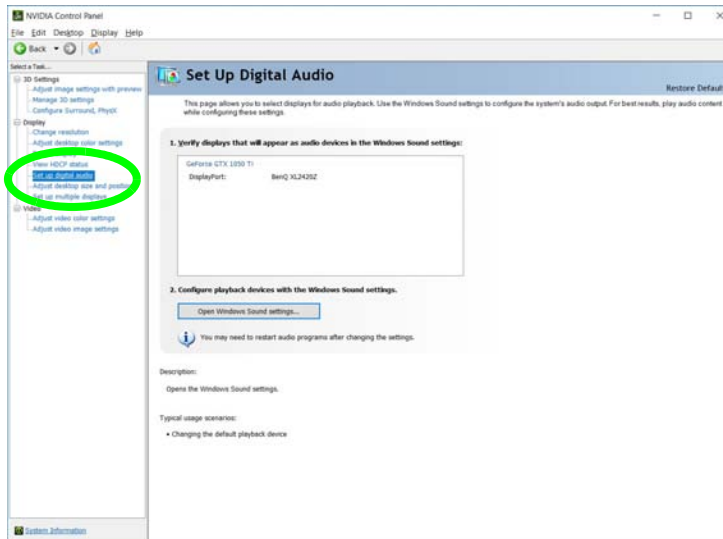 NVIDIA Control Panel
File Edit Desktop Display Help
Back
Select a Task...
3D Settings
Adjust image settings with preview
Manage 3D settings
Configure Surround, PhysX
Display
Change resolution
Adjust desktop color settings
View HDCP status
Set up digital audio
Adjust desktop size and position
Set up multiple displays
Video
Adjust video color settings
Adjust video image settings
System Information
Set Up Digital Audio
Restore Default
This page allows you to select displays for audio playback. Use the Windows Sound settings to configure the system's audio output. For best results, play audio content
while configuring these settings.
1. Verify displays that will appear as audio devices in the Windows Sound settings:
GeForce GTX 1050 Ti
DisplayPort: BenQ XL2420Z
2. Configure playback devices with the Windows Sound settings.
Open Windows Sound settings...
You may need to restart audio programs after changing the settings.
Description:
Opens the Windows Sound settings.
Typical usage scenarios:
• Changing the default playback device